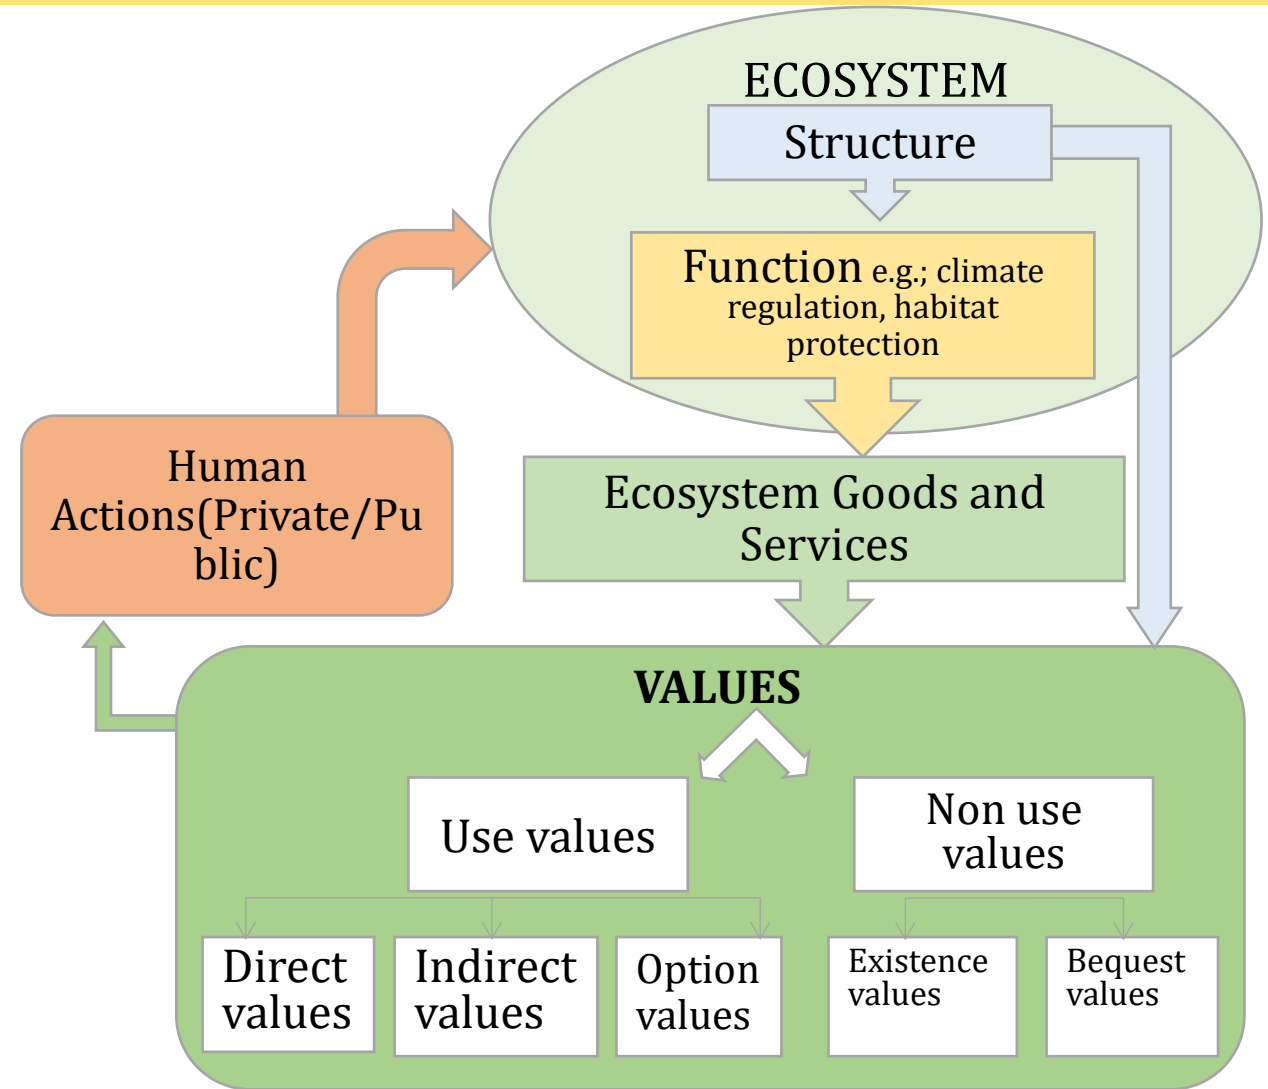 ECOSYSTEM
Structure
Function e.g.; climate
regulation, habitat
protection
Human
Actions(Private/Pu
blic)
Ecosystem Goods and
Services
VALUES
Use values
Non use
values
Direct
values
Indirect
values
Option
values
Existence
values
Bequest
values